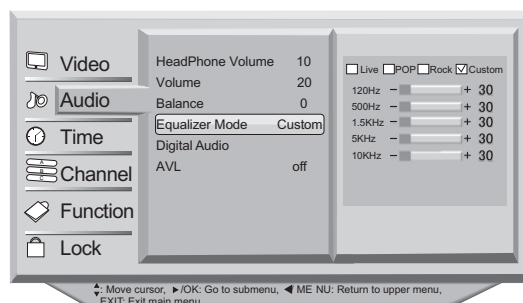 Video
Audio
Time
Channel
Function
Lock
HeadPhone Volume 10
Volume 20
Balance 0
Equalizer Mode Custom
Digital Audio
AVL off
Live POP Rock Custom
120Hz − + 30
500Hz − + 30
1.5KHz − + 30
5KHz − + 30
10KHz − + 30
A
B
C
: Move cursor, ►/OK: Go to submenu, ◄ ME NU: Return to upper menu,
EXIT: Exit main menu